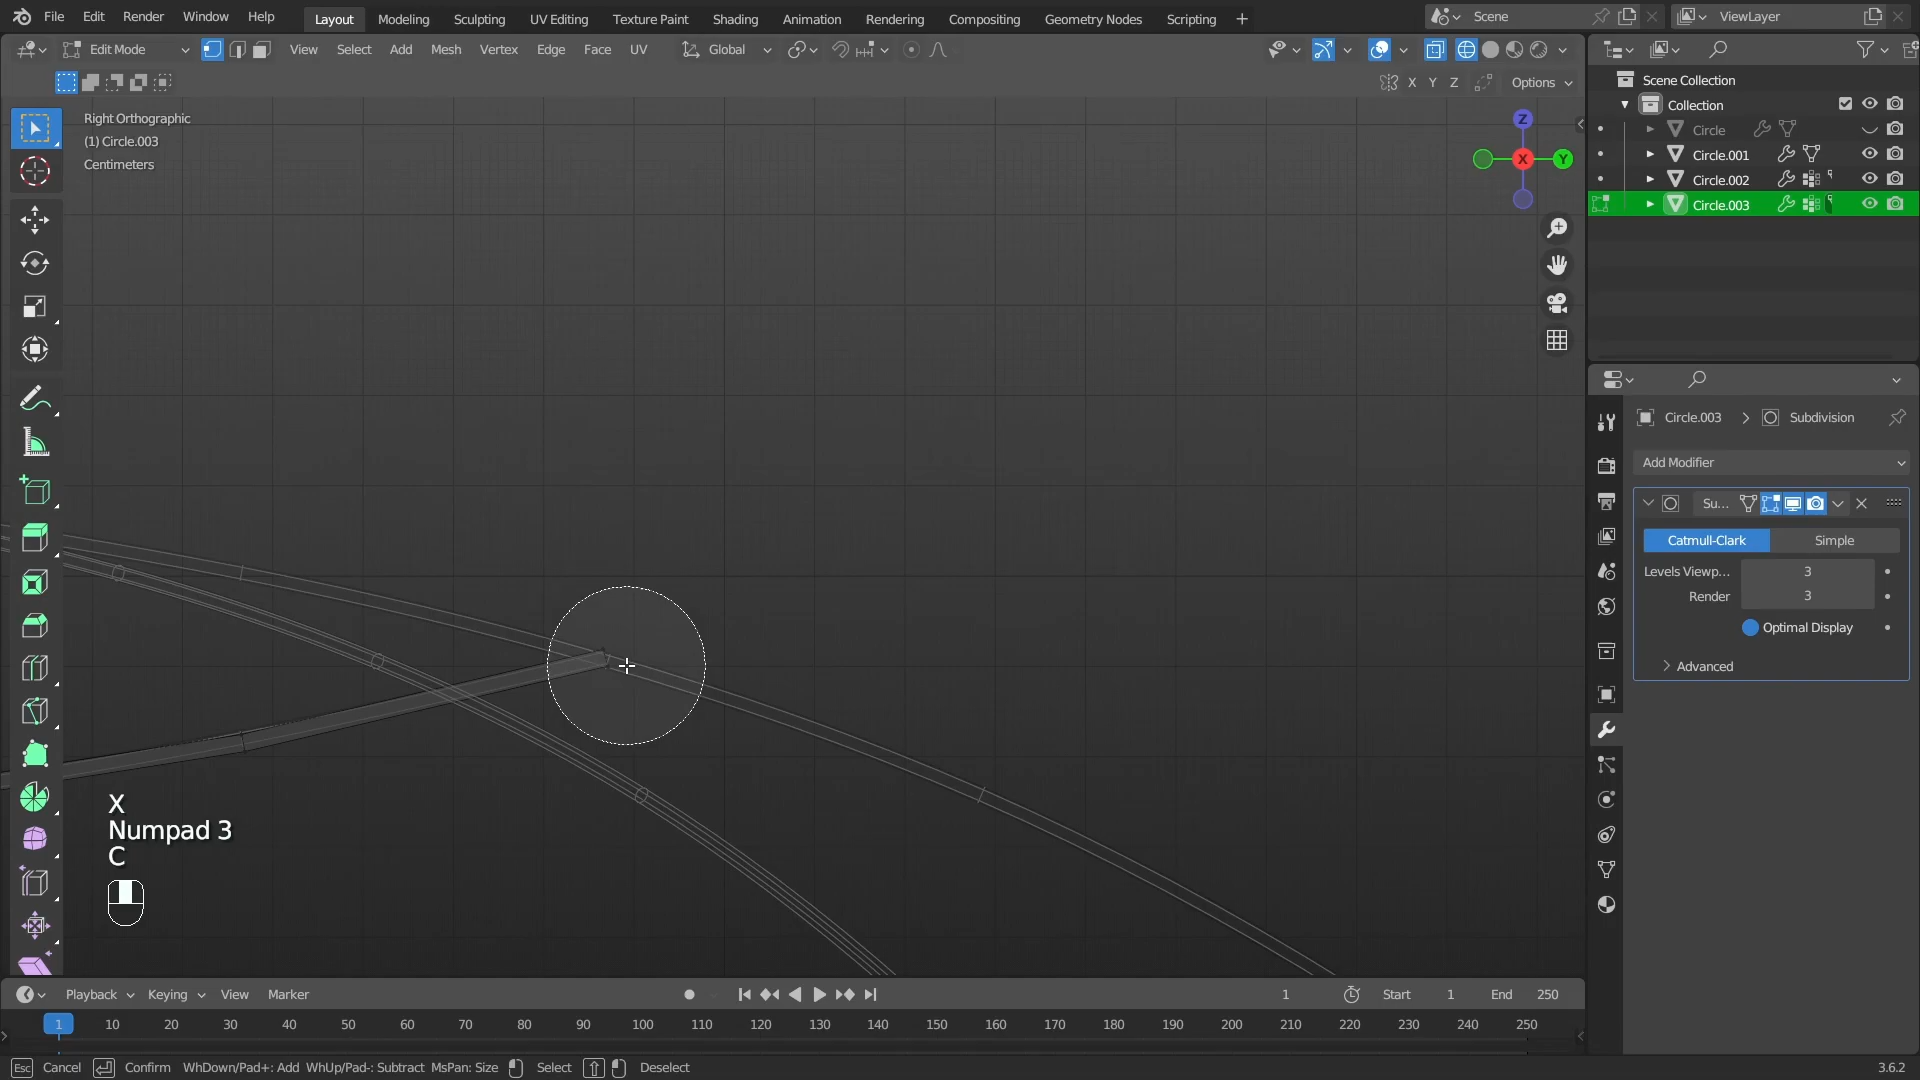 File Edit Render Window Help Layout Modeling Sculpting UV Editing Texture Paint Shading Animation Rendering Compositing Geometry Nodes Scripting + Scene ViewLayer
Edit Mode View Select Add Mesh Vertex Edge Face UV Global
X Y Z Options
Right Orthographic
(1) Circle.003
Centimeters
Z
X
Y
Scene Collection
Collection
Circle
Circle.001
Circle.002
Circle.003
Circle.003 > Subdivision
Add Modifier
Su...
Catmull-Clark Simple
Levels Viewp... 3
Render 3
Optimal Display
Advanced
X
Numpad 3
C
Playback Keying View Marker 1 Start 1 End 250
1 10 20 30 40 50 60 70 80 90 100 110 120 130 140 150 160 170 180 190 200 210 220 230 240 250
Esc Cancel Confirm WhDown/Pad+: Add WhUp/Pad-: Subtract MsPan: Size Select Deselect 3.6.2